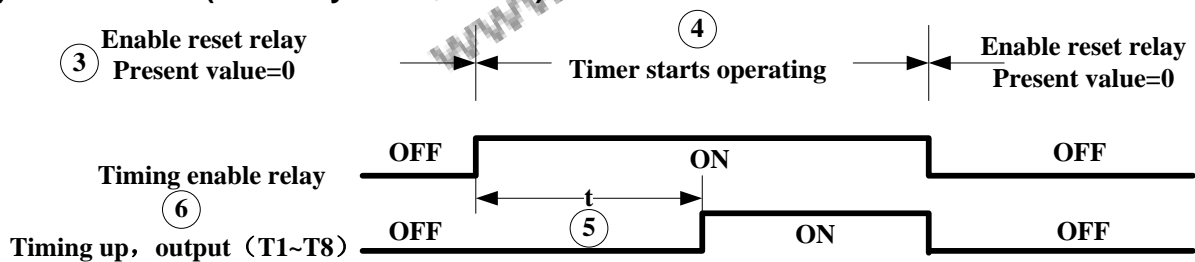 ③ Enable reset relay
Present value=0
④
Timer starts operating
Enable reset relay
Present value=0
OFF
ON
OFF
Timing enable relay
t
⑥
⑤
Timing up，output（T1~T8）
OFF
ON
OFF